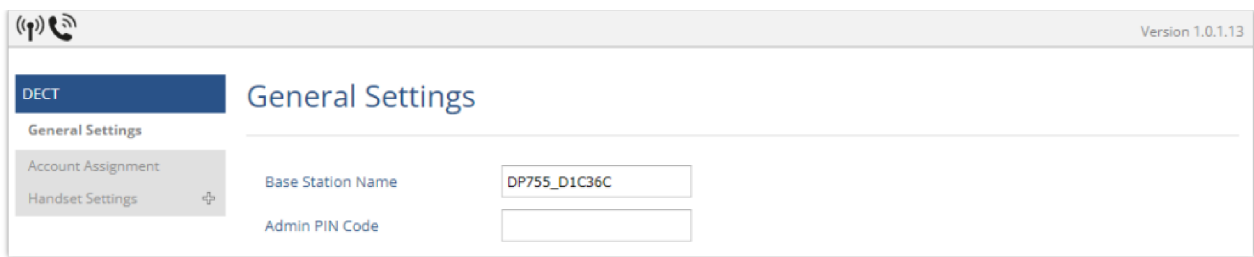 Version 1.0.1.13
DECT
General Settings
General Settings
Account Assignment
Handset Settings
Base Station Name DP755_D1C36C
Admin PIN Code